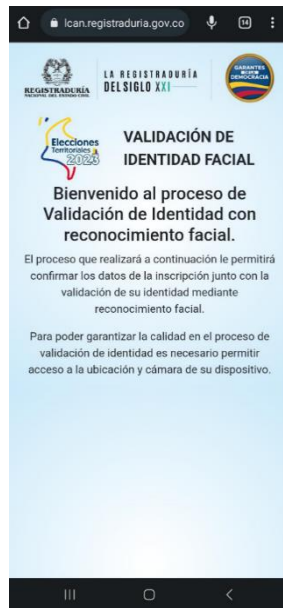 lcan.registraduria.gov.co
14
LA REGISTRADURÍA
DEL SIGLO XXI
REGISTRADURÍA
NACIONAL DEL ESTADO CIVIL
GARANTES
DE LA
DEMOCRACIA
Elecciones
Territoriales
2023
VALIDACIÓN DE
IDENTIDAD FACIAL
Bienvenido al proceso de
Validación de Identidad con
reconocimiento facial.
El proceso que realizará a continuación le permitirá
confirmar los datos de la inscripción junto con la
validación de su identidad mediante
reconocimiento facial.
Para poder garantizar la calidad en el proceso de
validación de identidad es necesario permitir
acceso a la ubicación y cámara de su dispositivo.